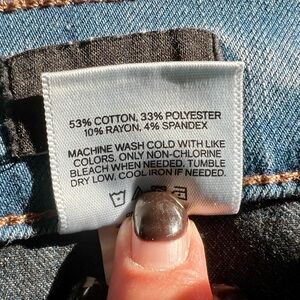 53% COTTON, 33% POLYESTER
10% RAYON, 4% SPANDEX
MACHINE WASH COLD WITH LIKE
COLORS. ONLY NON-CHLORINE
BLEACH WHEN NEEDED. TUMBLE
DRY LOW. COOL IRON IF NEEDED.